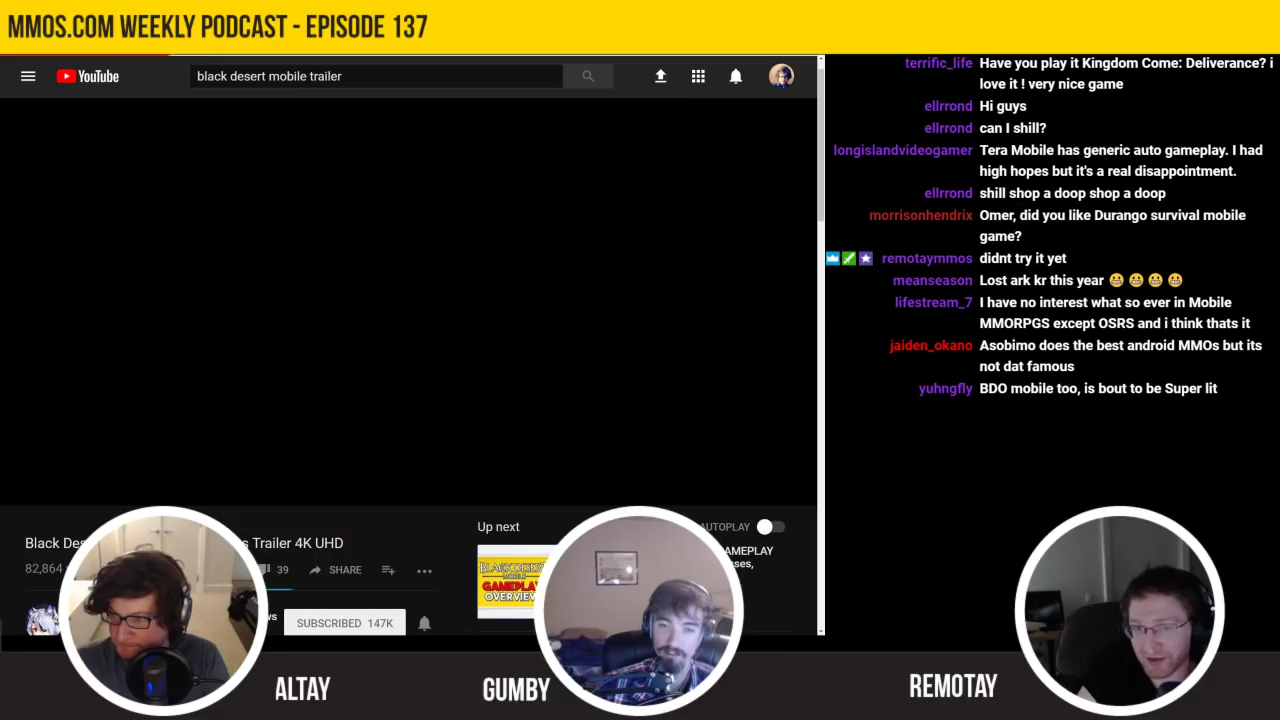 MMOS.COM WEEKLY PODCAST - EPISODE 137
YouTube
black desert mobile trailer
terrific_life Have you play it Kingdom Come: Deliverance? i
love it ! very nice game
ellrrond Hi guys
ellrrond can I shill?
longislandvideogamer Tera Mobile has generic auto gameplay. I had
high hopes but it's a real disappointment.
ellrrond shill shop a doop shop a doop
morrisonhendrix Omer, did you like Durango survival mobile
game?
remotaymmos didnt try it yet
meanseason Lost ark kr this year 😬 😬 😬 😬
lifestream_7 I have no interest what so ever in Mobile
MMORPGS except OSRS and i think thats it
jaiden_okano Asobimo does the best android MMOs but its
not dat famous
yuhngfly BDO mobile too, is bout to be Super lit
Up next
AUTOPLAY
Black Des
s Trailer 4K UHD
82,864
39
SHARE
SUBSCRIBED 147K
BLACK DESERT
MOBILE
GAMEPLAY
OVERVIEW
AMEPLAY
sses,
ws
ALTAY
GUMBY
REMOTAY